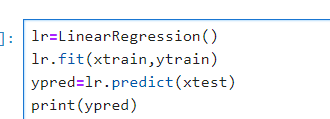 ]:
lr=LinearRegression()
lr.fit(xtrain,ytrain)
ypred=lr.predict(xtest)
print(ypred)